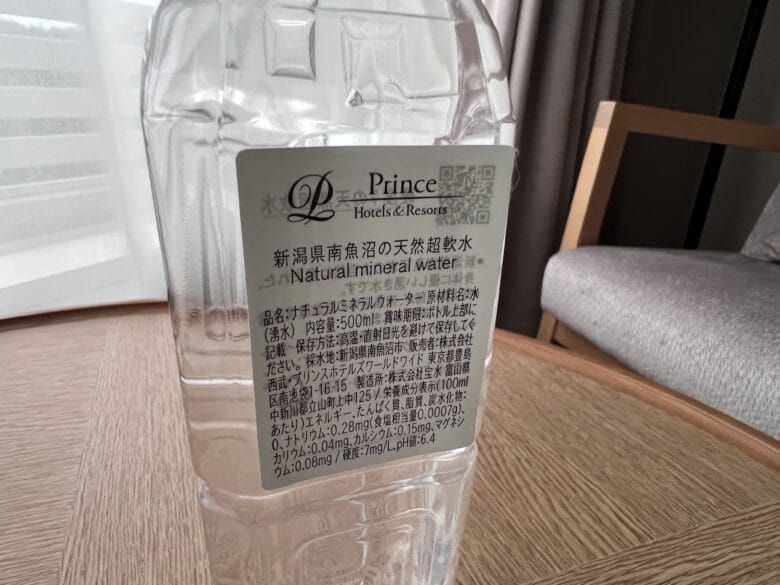 Prince
Hotels & Resorts
新潟県南魚沼の天然超軟水
Natural mineral water
品名:ナチュラルミネラルウォーター 原材料名:水
(湧水) 内容量:500ml 賞味期限:ボトル上部に
記載 保存方法:高温・直射日光を避けて保存してく
ださい。採水地:新潟県南魚沼市 販売者:株式会社
西武・プリンスホテルズワールドワイド 東京都豊島
区南池袋1-16-15 製造所:株式会社宝水 富山県
中新川郡立山町上中125/栄養成分表示(100ml
あたり)エネルギー、たんぱく質、脂質、炭水化物:
0、ナトリウム:0.28mg(食塩相当量0.0007g)、
カリウム:0.04mg、カルシウム:0.15mg、マグネシ
ウム:0.08mg/硬度:7mg/L、pH値:6.4